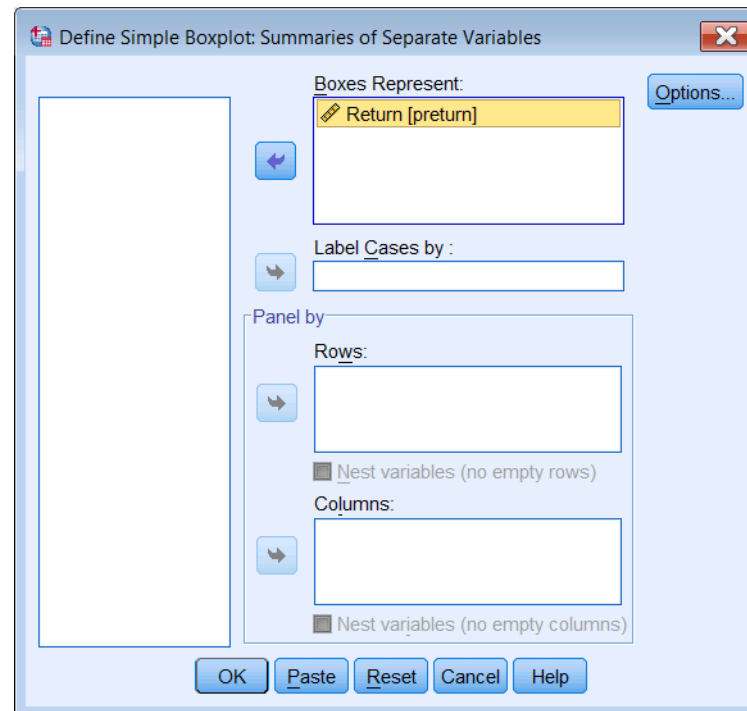 Define Simple Boxplot: Summaries of Separate Variables
Boxes Represent:
Options...
Return [preturn]
Label Cases by :
Panel by
Rows:
Nest variables (no empty rows)
Columns:
Nest variables (no empty columns)
OK Paste Reset Cancel Help